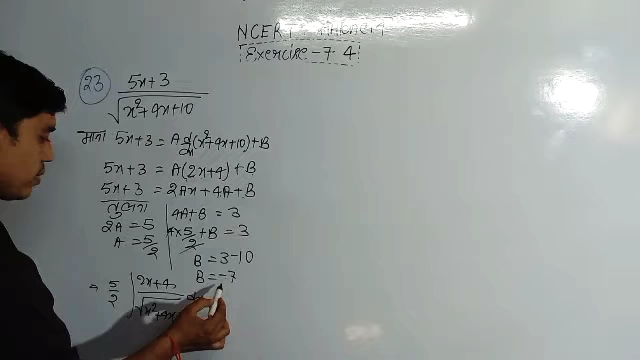 NCERT
Exercise - 7.4
23 5x+3
√x²+4x+10
माना 5x+3 = A d/dx (x²+4x+10)+B
5x+3 = A(2x+4)+B
5x+3 = 2Ax + 4A+B
तुलना
2A = 5
A = 5/2
4A+B = 3
4×5/2 +B = 3
B = 3-10
B = -7
5/2 ∫ 2x+4
√x²+4x